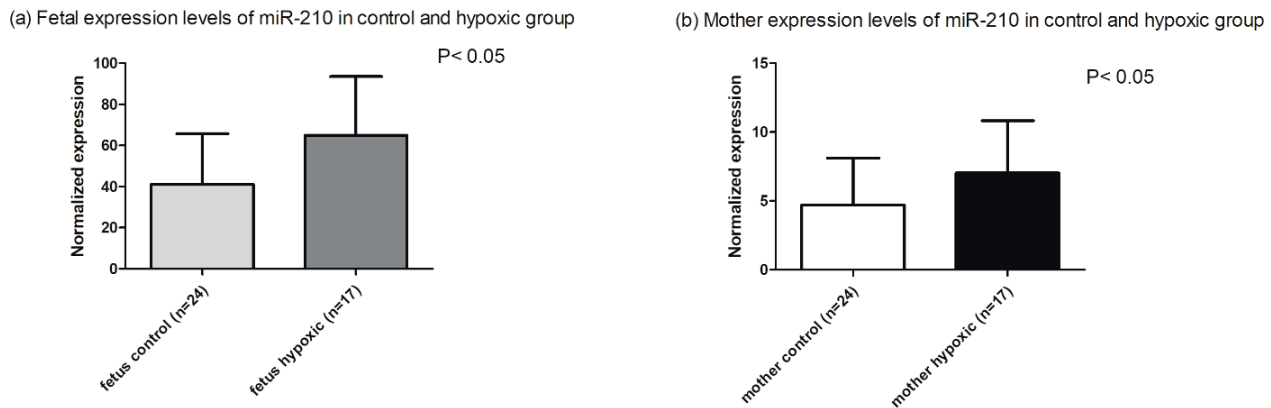 (a) Fetal expression levels of miR-210 in control and hypoxic group
P< 0.05
Normalized expression
100
80
60
40
20
0
fetus control (n=24)
fetus hypoxic (n=17)
(b) Mother expression levels of miR-210 in control and hypoxic group
P< 0.05
Normalized expression
15
10
5
0
mother control (n=24)
mother hypoxic (n=17)